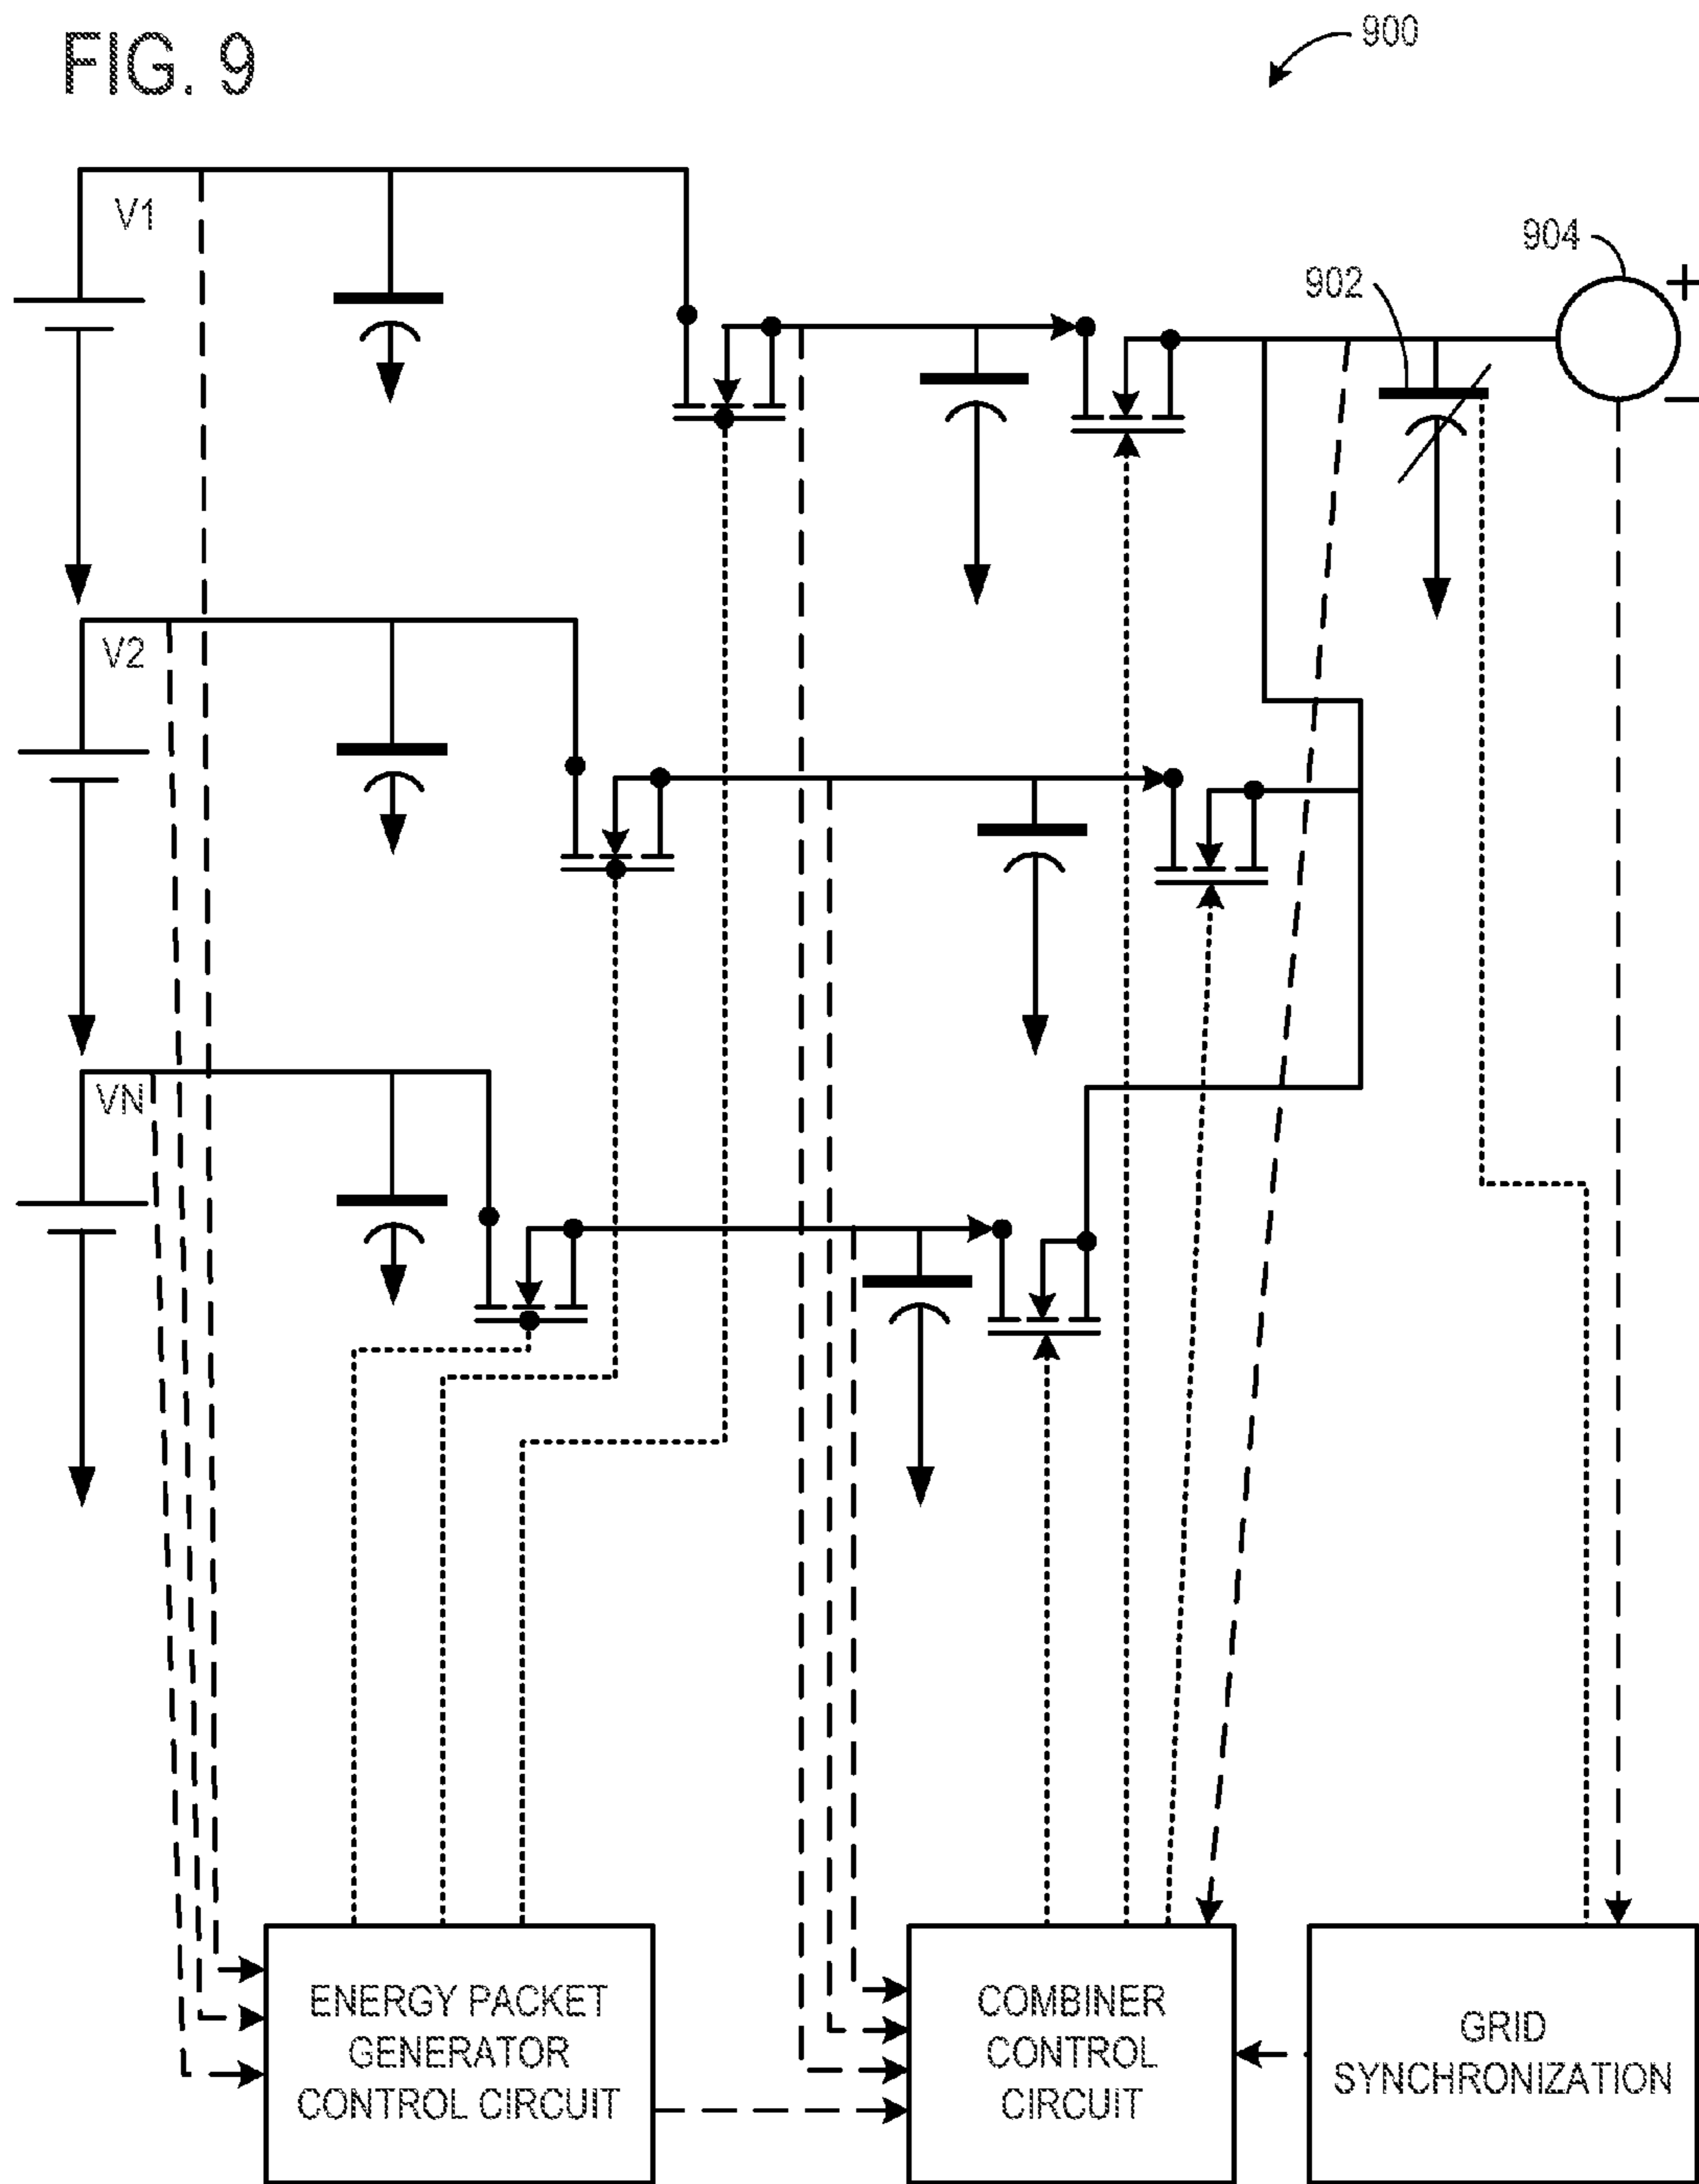 FIG. 9
900
V1
904
902
+
–
V2
VN
ENERGY PACKET
GENERATOR
CONTROL CIRCUIT
COMBINER
CONTROL
CIRCUIT
GRID
SYNCHRONIZATION